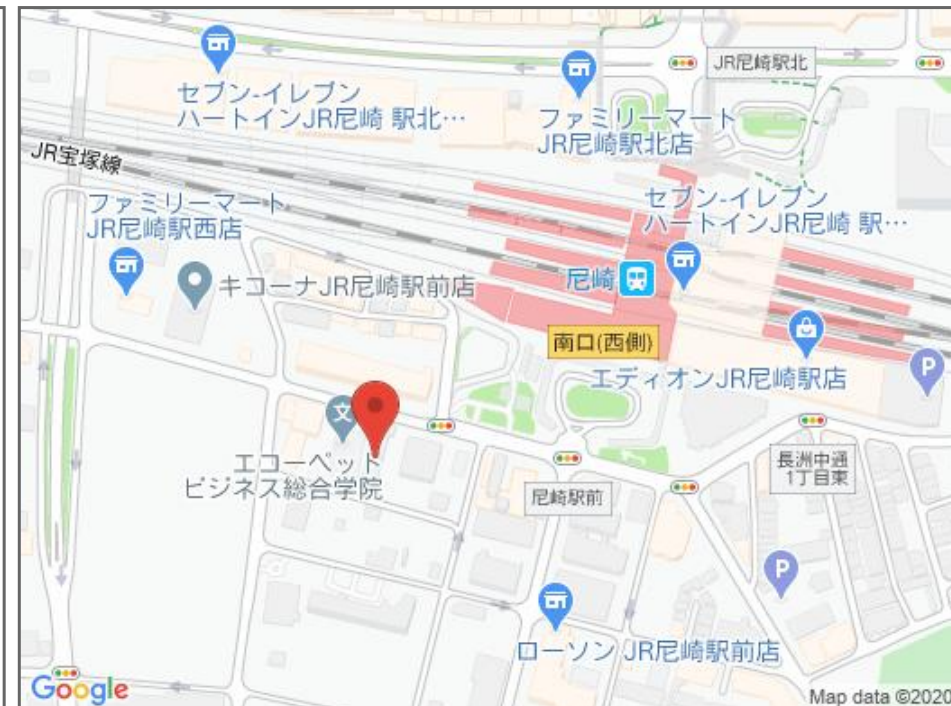 JR尼崎駅北
セブン-イレブン
ハートインJR尼崎 駅北…
ファミリーマート
JR尼崎駅北店
JR宝塚線
セブン-イレブン
ハートインJR尼崎 駅…
ファミリーマート
JR尼崎駅西店
キコーナJR尼崎駅前店
尼崎
南口(西側)
エディオンJR尼崎駅店
P
文
エコーペット
ビジネス総合学院
長洲中通
1丁目東
尼崎駅前
P
ローソン JR尼崎駅前店
Google
Map data ©2020